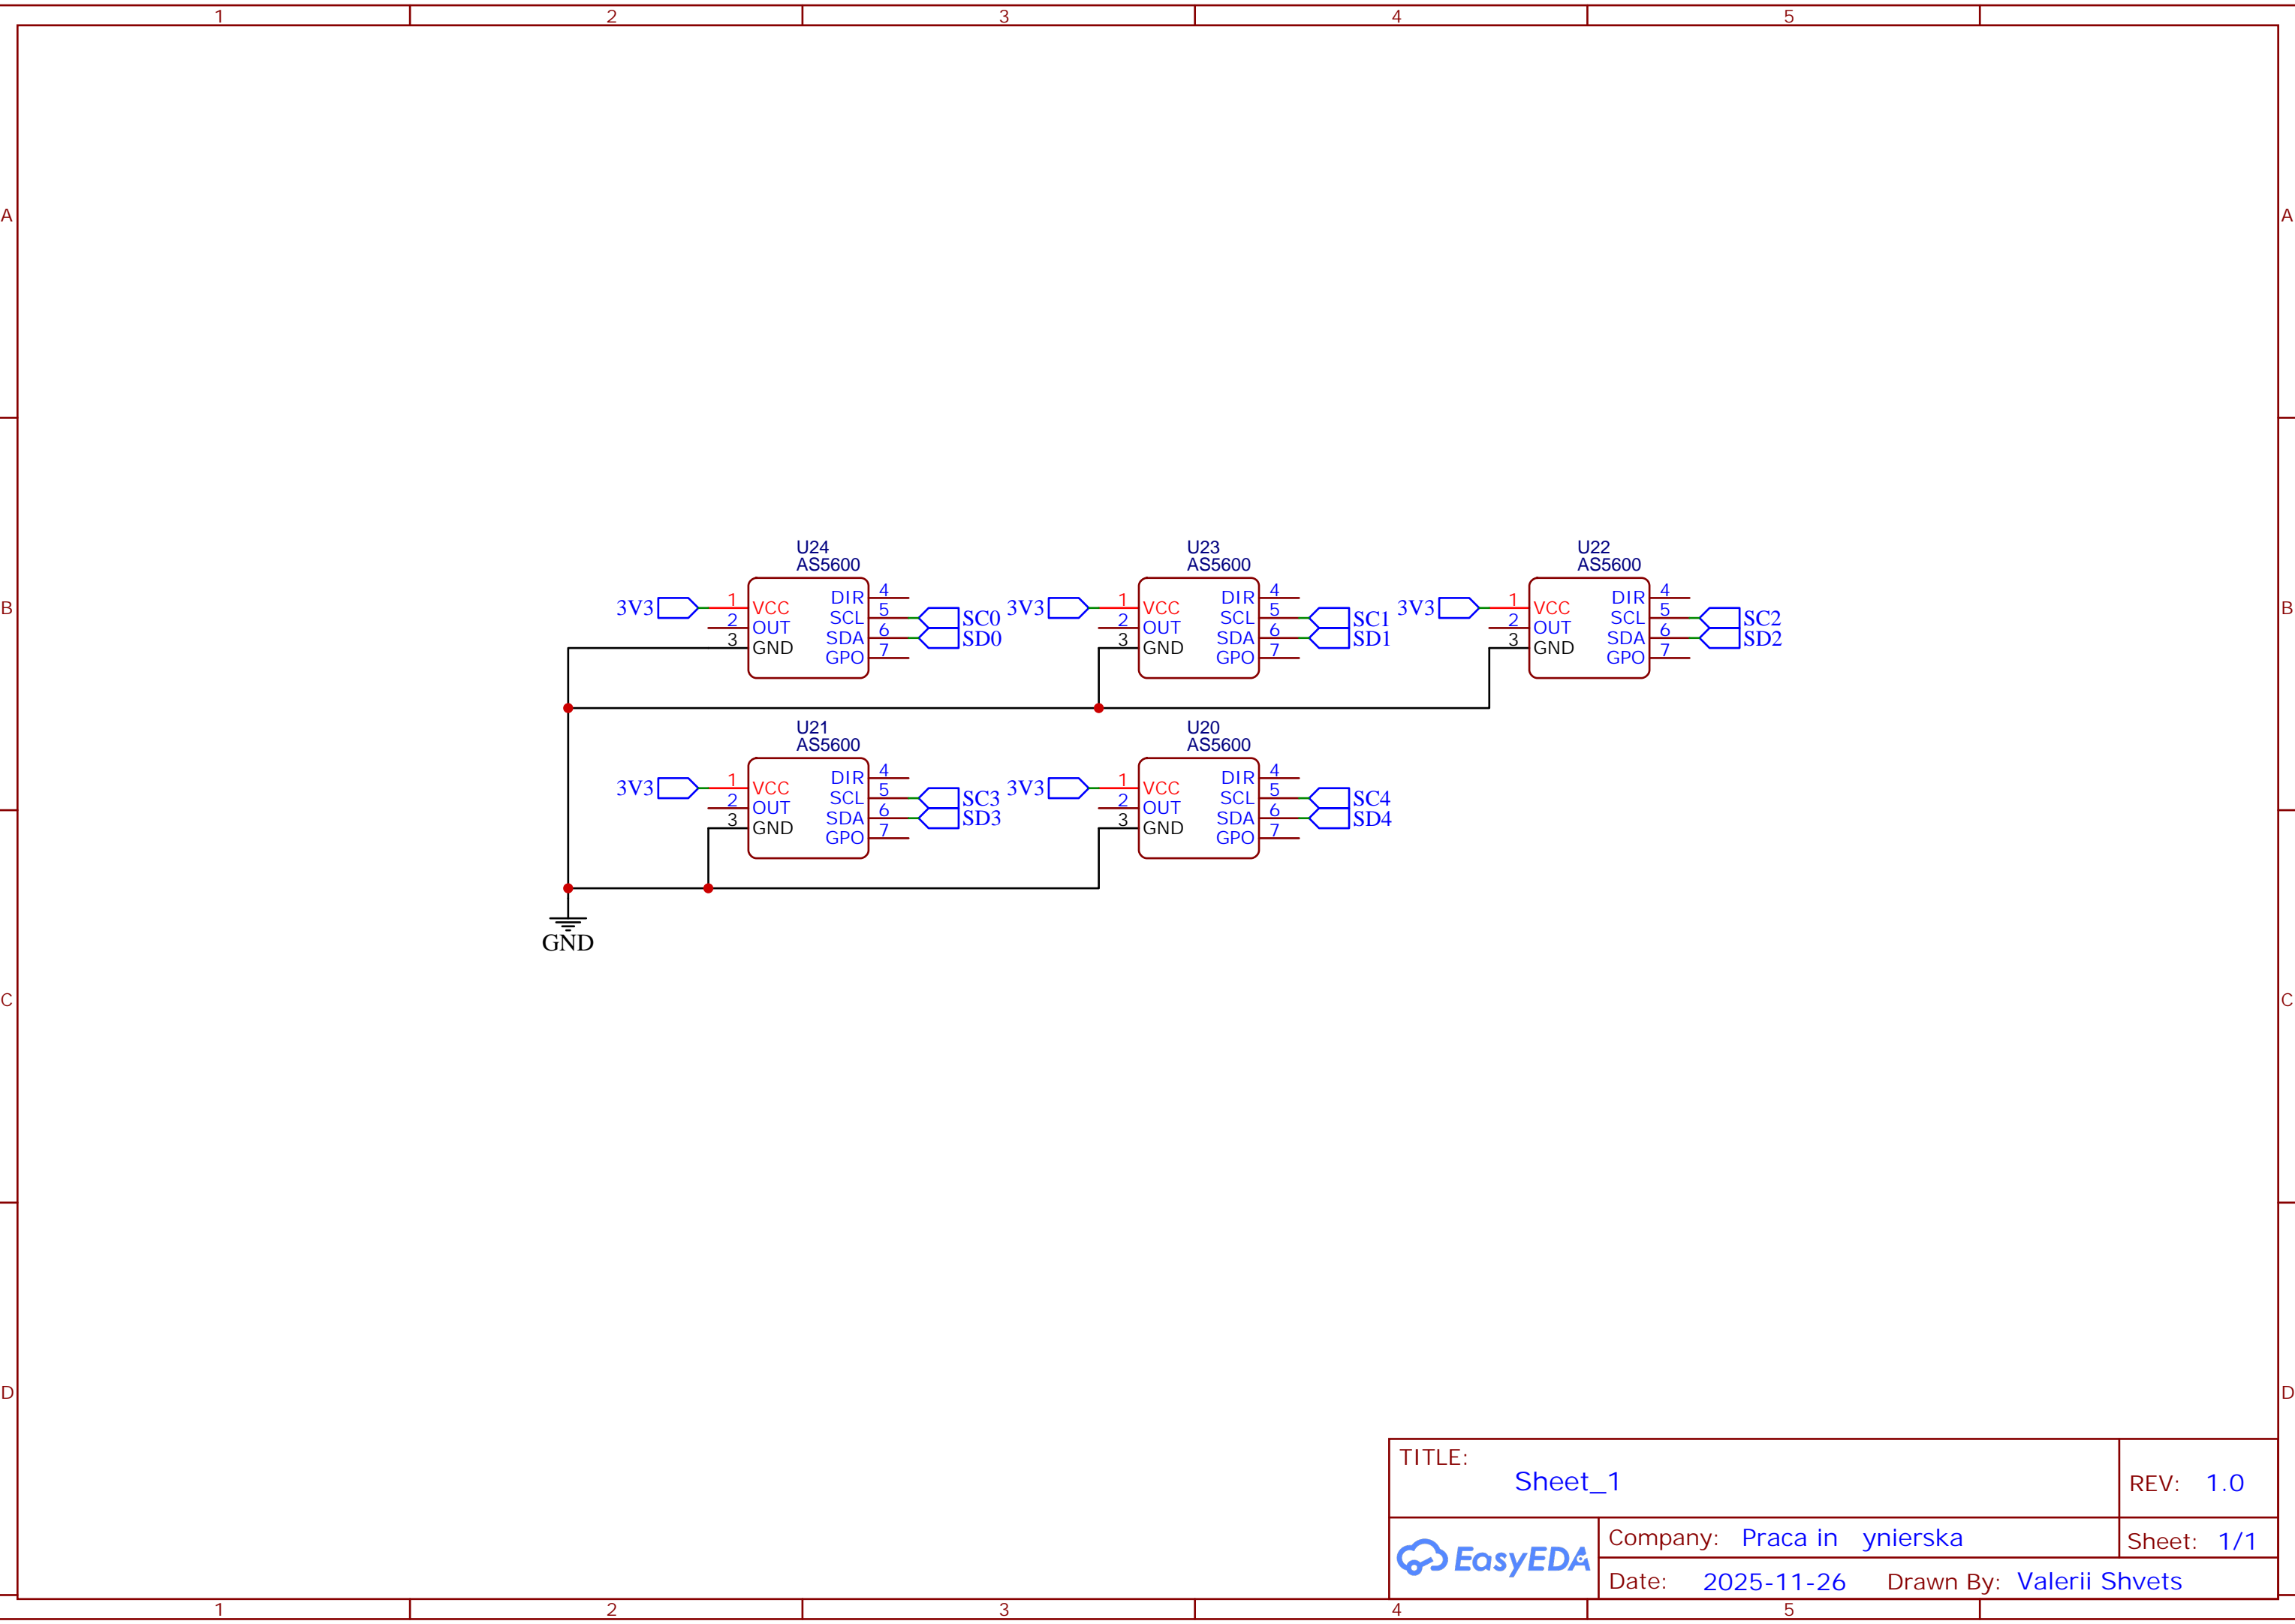 1 2 3 4 5
A A
B B
C C
D D
U24
AS5600
3V3
1 VCC
2 OUT
3 GND
DIR 4
SCL 5 SC0
SDA 6 SD0
GPO 7
U23
AS5600
3V3
1 VCC
2 OUT
3 GND
DIR 4
SCL 5 SC1
SDA 6 SD1
GPO 7
U22
AS5600
3V3
1 VCC
2 OUT
3 GND
DIR 4
SCL 5 SC2
SDA 6 SD2
GPO 7
U21
AS5600
3V3
1 VCC
2 OUT
3 GND
DIR 4
SCL 5 SC3
SDA 6 SD3
GPO 7
U20
AS5600
3V3
1 VCC
2 OUT
3 GND
DIR 4
SCL 5 SC4
SDA 6 SD4
GPO 7
GND
TITLE:
Sheet_1
REV: 1.0
EasyEDA
Company: Praca in ynierska
Sheet: 1/1
Date: 2025-11-26 Drawn By: Valerii Shvets
1 2 3 4 5